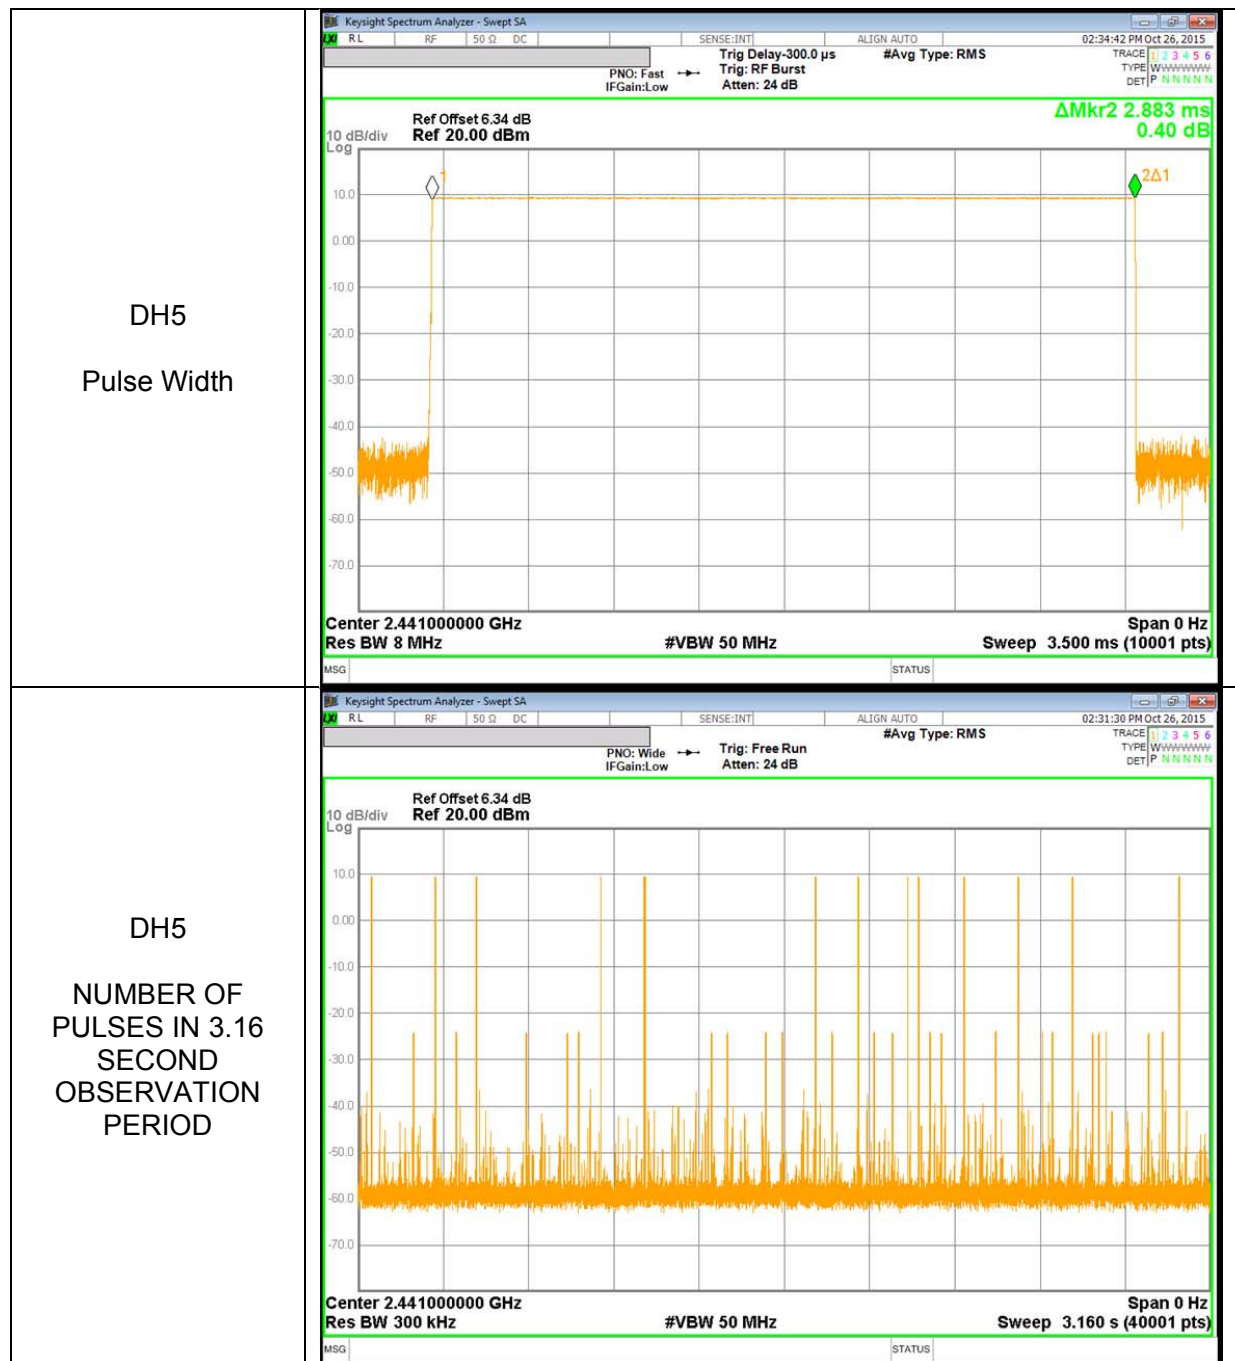 DH5
Pulse Width
Keysight Spectrum Analyzer - Swept SA
LXI RL RF 50 Ω DC SENSE:INT ALIGN AUTO 02:34:42 PM Oct 26, 2015
Trig Delay-300.0 µs #Avg Type: RMS TRACE 1 2 3 4 5 6
PNO: Fast Trig: RF Burst TYPE WWWWWWW
IFGain:Low Atten: 24 dB DET P N N N N N
ΔMkr2 2.883 ms
0.40 dB
Ref Offset 6.34 dB
10 dB/div Ref 20.00 dBm
Log
1
2Δ1
10.0
0.00
-10.0
-20.0
-30.0
-40.0
-50.0
-60.0
-70.0
Center 2.441000000 GHz Span 0 Hz
Res BW 8 MHz #VBW 50 MHz Sweep 3.500 ms (10001 pts)
MSG STATUS
DH5
NUMBER OF
PULSES IN 3.16
SECOND
OBSERVATION
PERIOD
Keysight Spectrum Analyzer - Swept SA
LXI RL RF 50 Ω DC SENSE:INT ALIGN AUTO 02:31:30 PM Oct 26, 2015
#Avg Type: RMS TRACE 1 2 3 4 5 6
PNO: Wide Trig: Free Run TYPE WWWWWWW
IFGain:Low Atten: 24 dB DET P N N N N N
Ref Offset 6.34 dB
10 dB/div Ref 20.00 dBm
Log
10.0
0.00
-10.0
-20.0
-30.0
-40.0
-50.0
-60.0
-70.0
Center 2.441000000 GHz Span 0 Hz
Res BW 300 kHz #VBW 50 MHz Sweep 3.160 s (40001 pts)
MSG STATUS